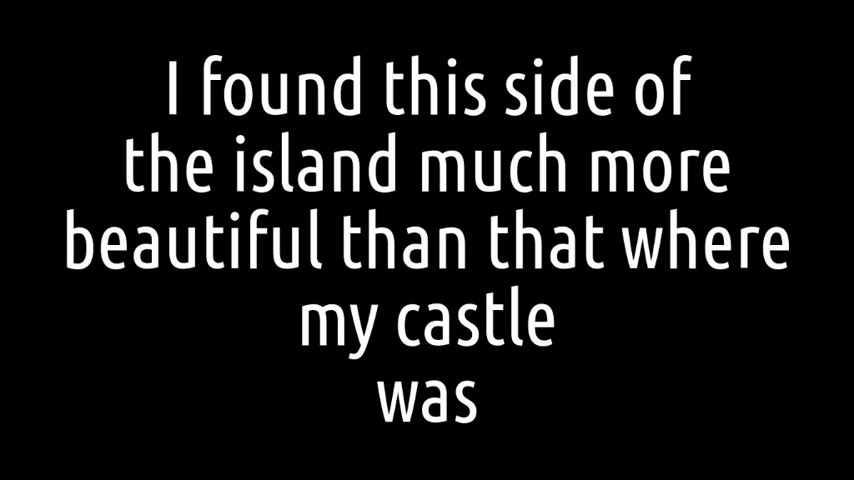 I found this side of
the island much more
beautiful than that where
my castle
was